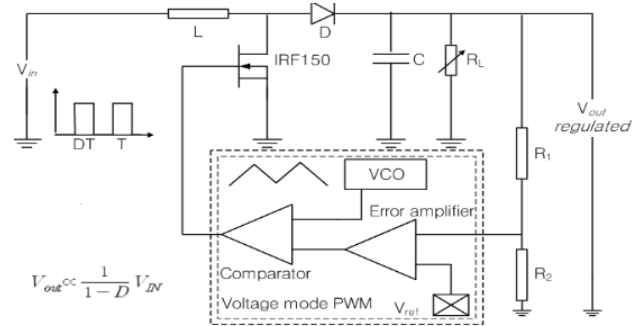 L
D
IRF150
C
R_L
V_in
V_out
regulated
DT
T
R_1
VCO
Error amplifier
Comparator
R_2
V_out ∝ 1/(1 − D) V_IN
Voltage mode PWM
V_ref